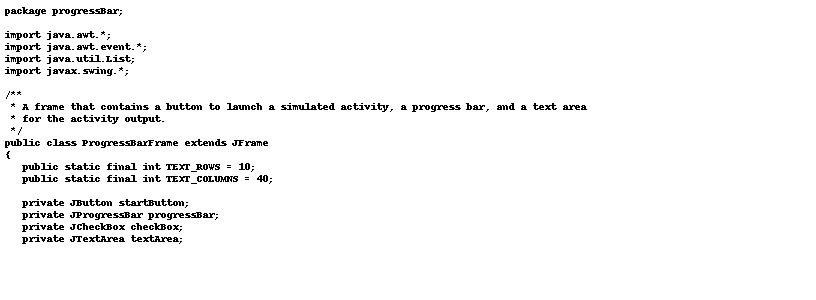 package progressBar;

import java.awt.*;
import java.awt.event.*;
import java.util.List;
import javax.swing.*;

/**
 * A frame that contains a button to launch a simulated activity, a progress bar, and a text area
 * for the activity output.
 */
public class ProgressBarFrame extends JFrame
{
   public static final int TEXT_ROWS = 10;
   public static final int TEXT_COLUMNS = 40;

   private JButton startButton;
   private JProgressBar progressBar;
   private JCheckBox checkBox;
   private JTextArea textArea;